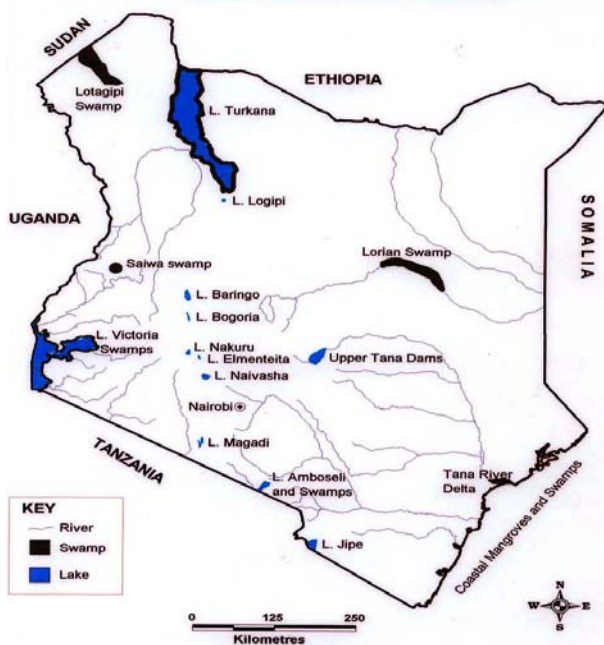 SUDAN
ETHIOPIA
Lotagipi
Swamp
L. Turkana
L. Logipi
UGANDA
SOMALIA
Lorian Swamp
Saiwa swamp
L. Baringo
L. Bogoria
L. Victoria
Swamps
L. Nakuru
L. Elmenteita
Upper Tana Dams
L. Naivasha
Nairobi
L. Magadi
TANZANIA
L. Amboseli
and Swamps
Tana River
Delta
Coastal Mangroves and Swamps
L. Jipe
KEY
River
Swamp
Lake
N
W E
S
0 125 250
Kilometres